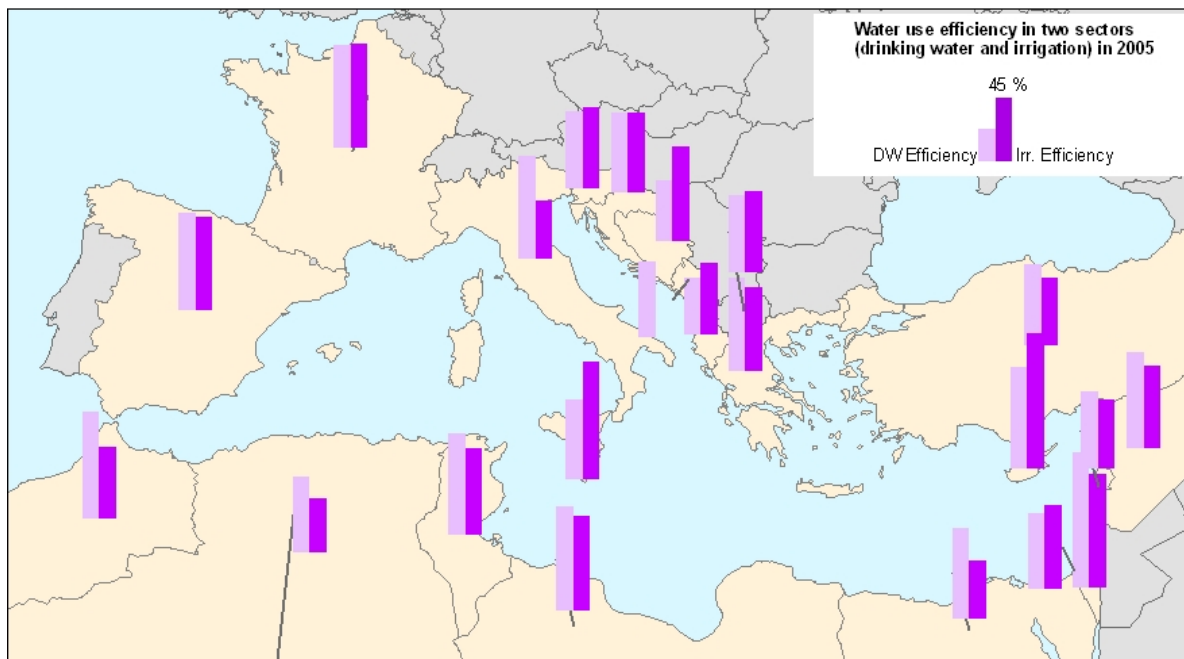 Water use efficiency in two sectors
(drinking water and irrigation) in 2005
45 %
DW Efficiency Irr. Efficiency